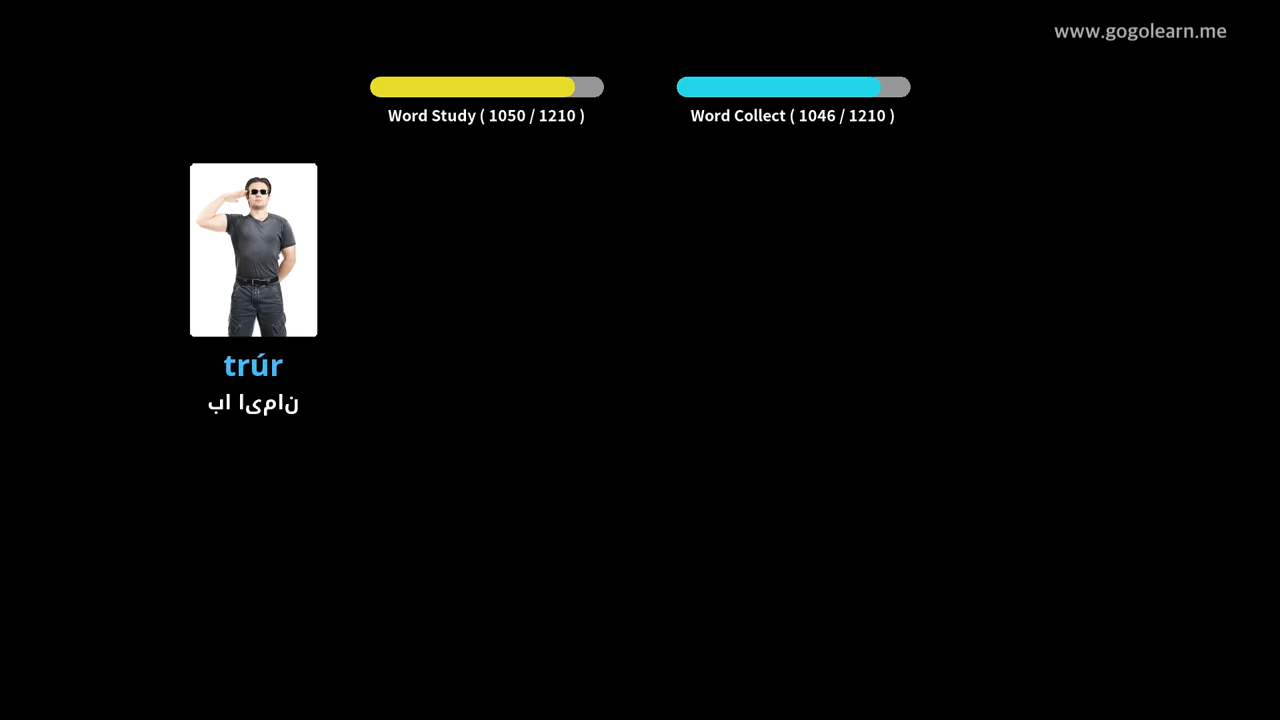 www.gogolearn.me
Word Study ( 1050 / 1210 )
Word Collect ( 1046 / 1210 )
trúr
با ایمان